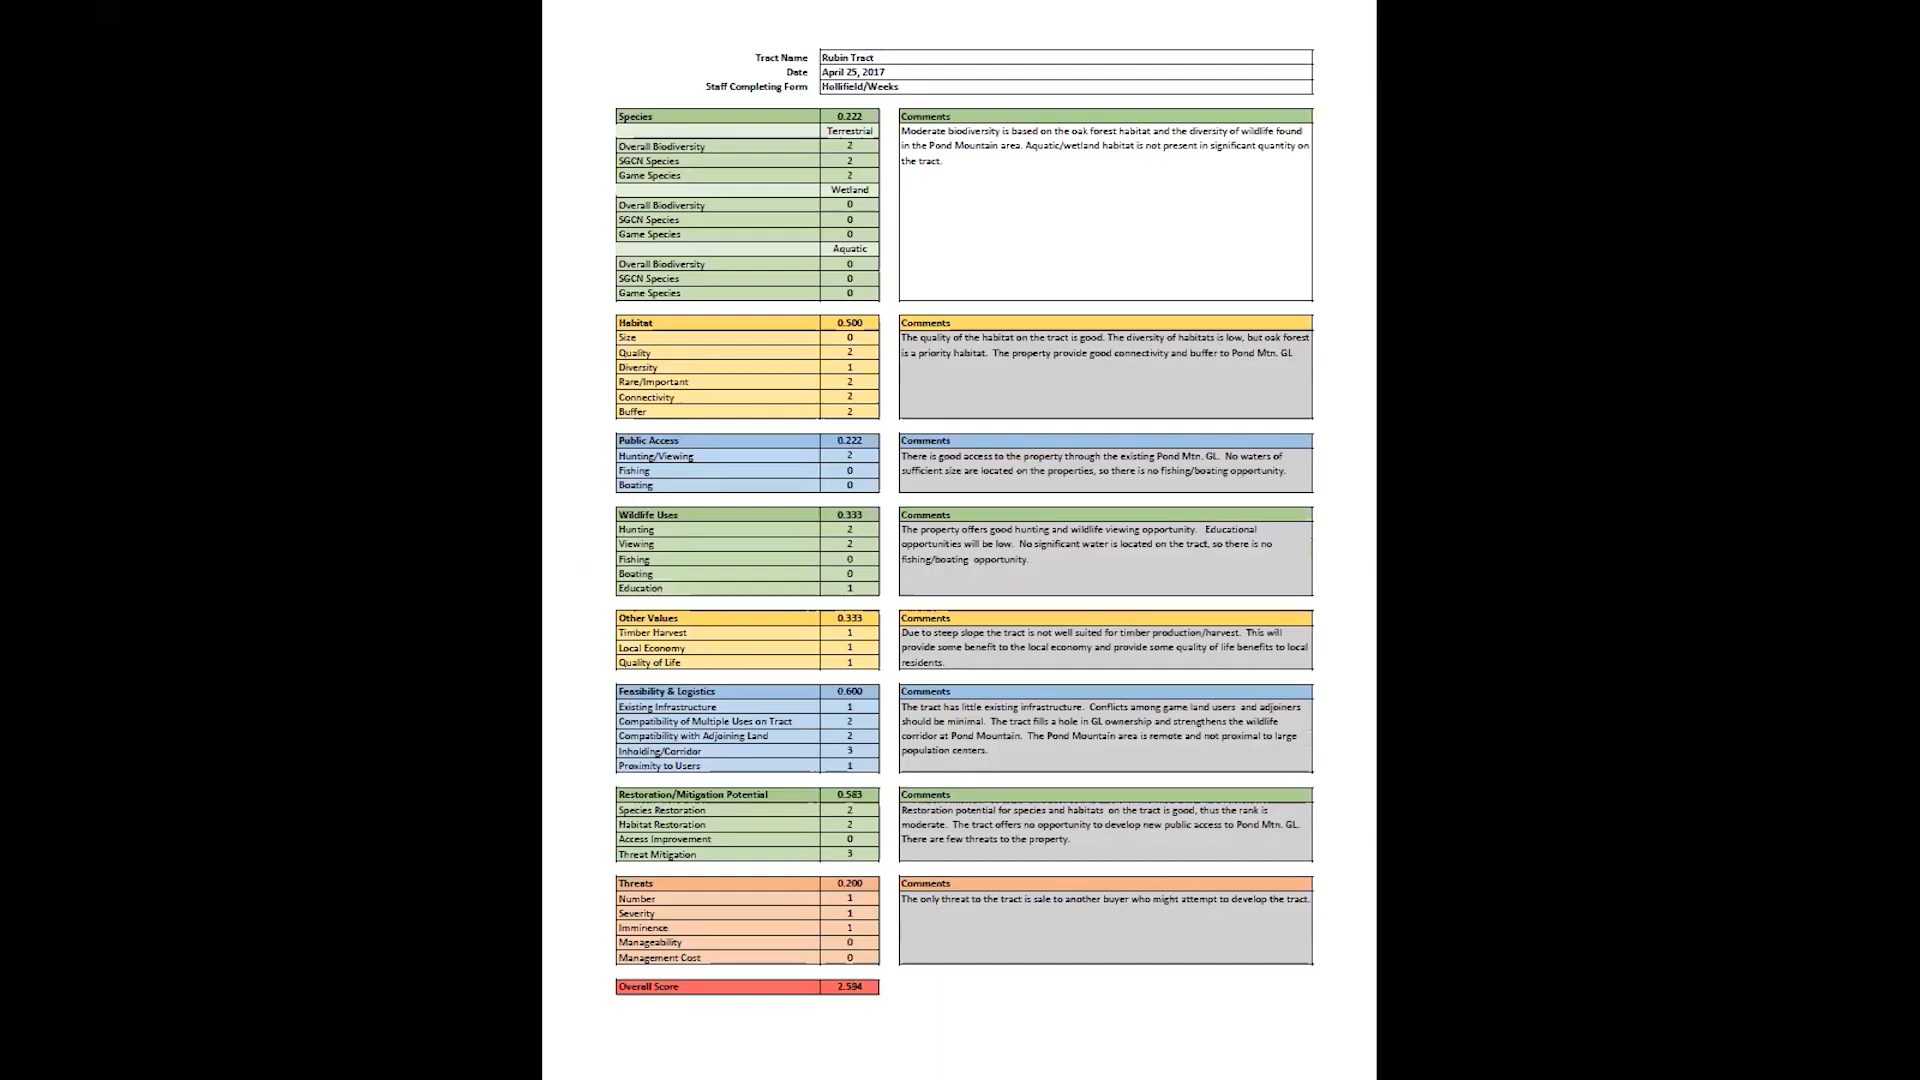 Tract Name Rubin Tract
Date April 25, 2017
Staff Completing Form Hollifield/Weeks
Species 0.222
Terrestrial
Overall Biodiversity 2
SGCN Species 2
Game Species 2
Wetland
Overall Biodiversity 0
SGCN Species 0
Game Species 0
Aquatic
Overall Biodiversity 0
SGCN Species 0
Game Species 0
Comments
Moderate biodiversity is based on the oak forest habitat and the diversity of wildlife found
in the Pond Mountain area. Aquatic/wetland habitat is not present in significant quantity on
the tract.
Habitat 0.500
Size 0
Quality 2
Diversity 1
Rare/Important 2
Connectivity 2
Buffer 2
Comments
The quality of the habitat on the tract is good. The diversity of habitats is low, but oak forest
is a priority habitat. The property provide good connectivity and buffer to Pond Mtn. GL
Public Access 0.222
Hunting/Viewing 2
Fishing 0
Boating 0
Comments
There is good access to the property through the existing Pond Mtn. GL. No waters of
sufficient size are located on the properties, so there is no fishing/boating opportunity.
Wildlife Uses 0.333
Hunting 2
Viewing 2
Fishing 0
Boating 0
Education 1
Comments
The property offers good hunting and wildlife viewing opportunity. Educational
opportunities will be low. No significant water is located on the tract, so there is no
fishing/boating opportunity.
Other Values 0.333
Timber Harvest 1
Local Economy 1
Quality of Life 1
Comments
Due to steep slope the tract is not well suited for timber production/harvest. This will
provide some benefit to the local economy and provide some quality of life benefits to local
residents.
Feasibility & Logistics 0.600
Existing Infrastructure 1
Compatibility of Multiple Uses on Tract 2
Compatibility with Adjoining Land 2
Inholding/Corridor 3
Proximity to Users 1
Comments
The tract has little existing infrastructure. Conflicts among game land users and adjoiners
should be minimal. The tract fills a hole in GL ownership and strengthens the wildlife
corridor at Pond Mountain. The Pond Mountain area is remote and not proximal to large
population centers.
Restoration/Mitigation Potential 0.583
Species Restoration 2
Habitat Restoration 2
Access Improvement 0
Threat Mitigation 3
Comments
Restoration potential for species and habitats on the tract is good, thus the rank is
moderate. The tract offers no opportunity to develop new public access to Pond Mtn. GL.
There are few threats to the property.
Threats 0.200
Number 1
Severity 1
Imminence 1
Manageability 0
Management Cost 0
Comments
The only threat to the tract is sale to another buyer who might attempt to develop the tract.
Overall Score 2.594